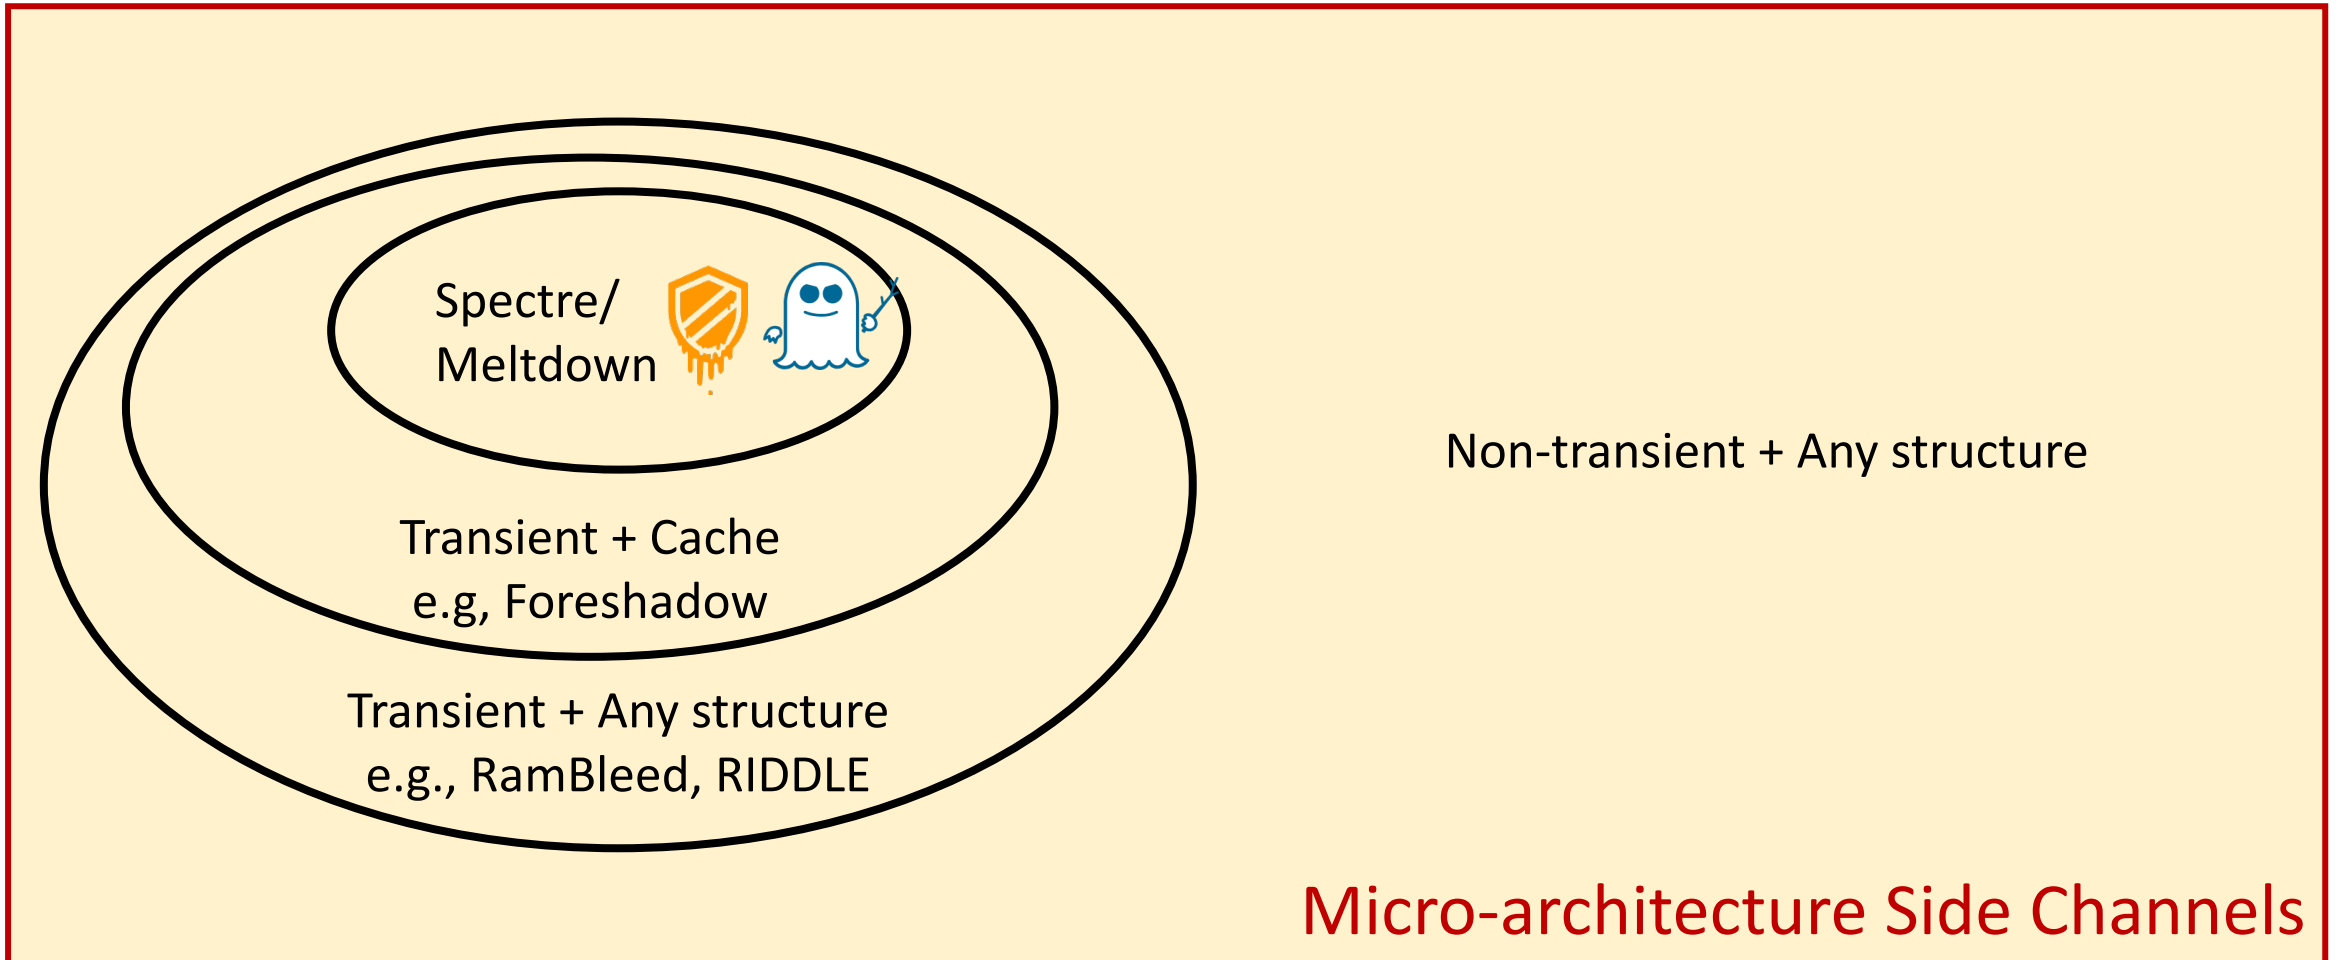 Spectre/
Meltdown
Transient + Cache
e.g, Foreshadow
Transient + Any structure
e.g., RamBleed, RIDDLE
Non-transient + Any structure
Micro-architecture Side Channels